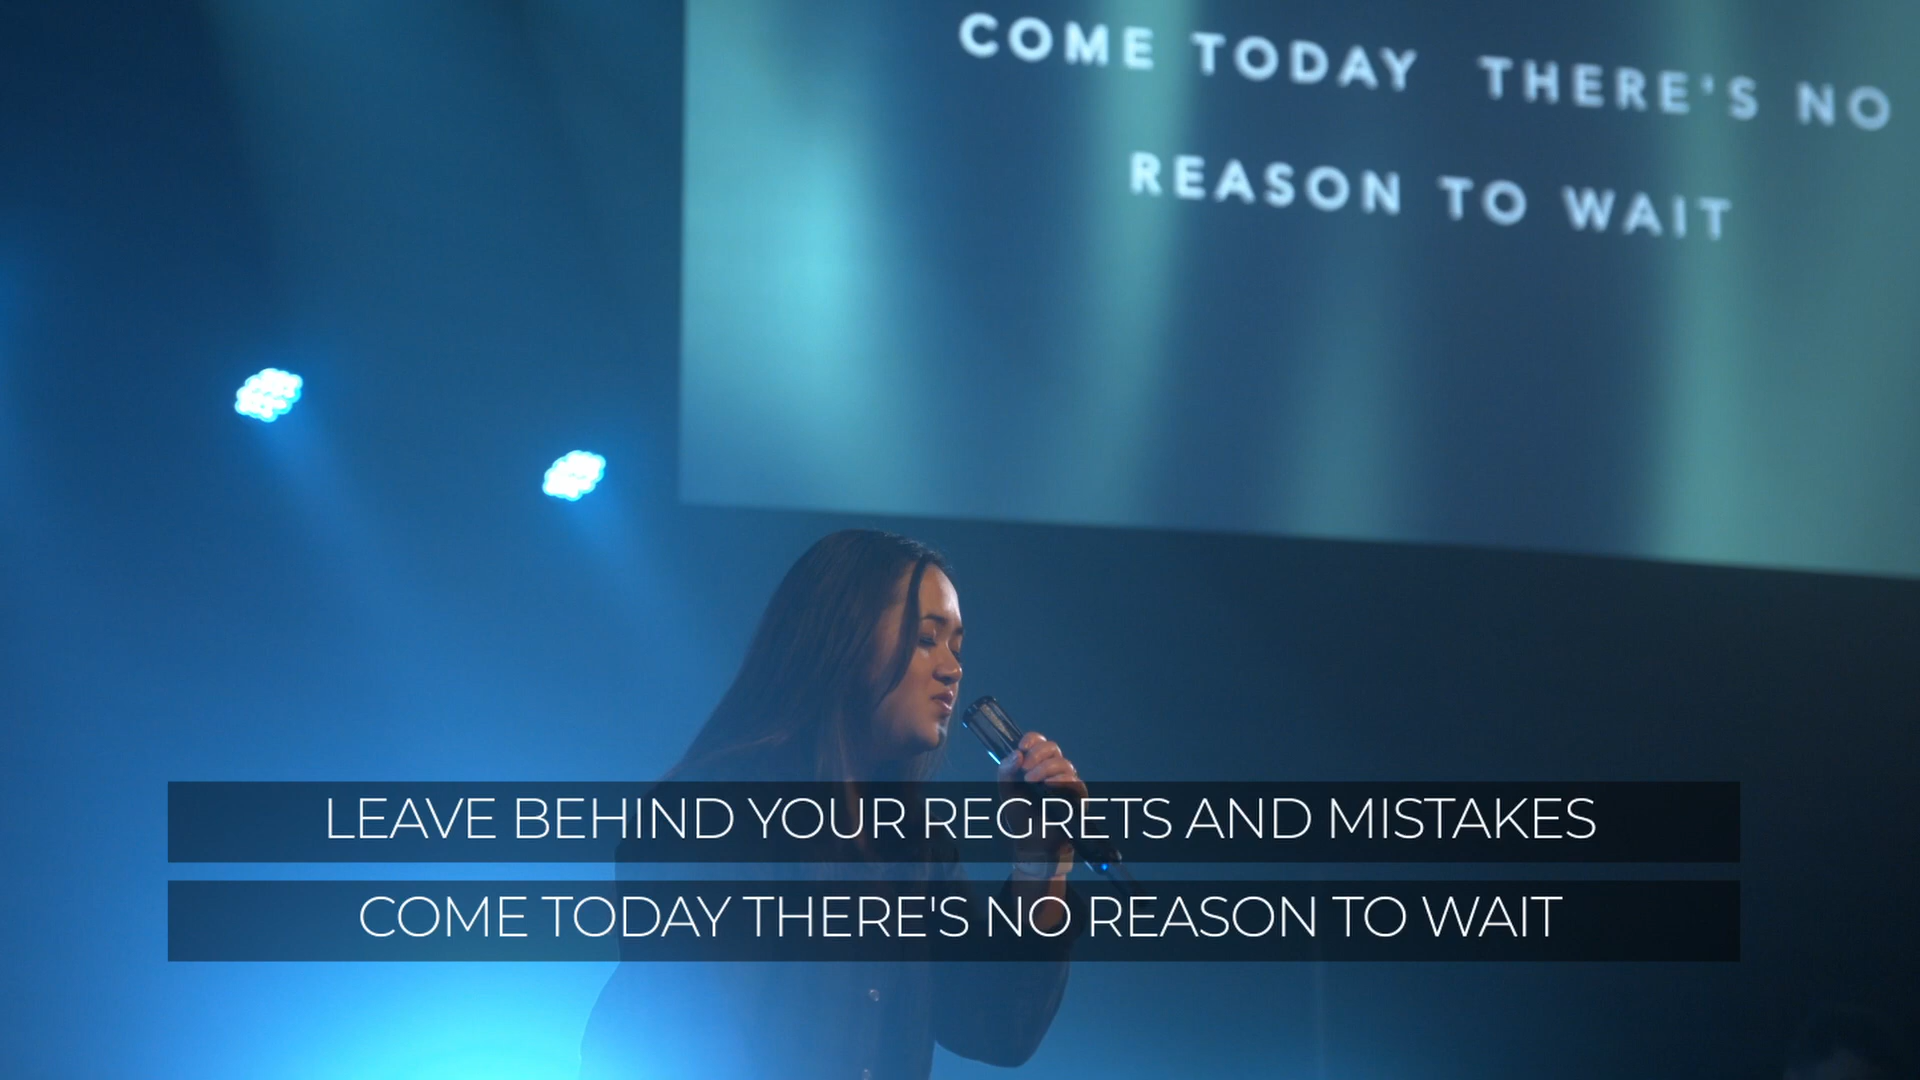 COME TODAY THERE'S NO
REASON TO WAIT
LEAVE BEHIND YOUR REGRETS AND MISTAKES
COME TODAY THERE'S NO REASON TO WAIT